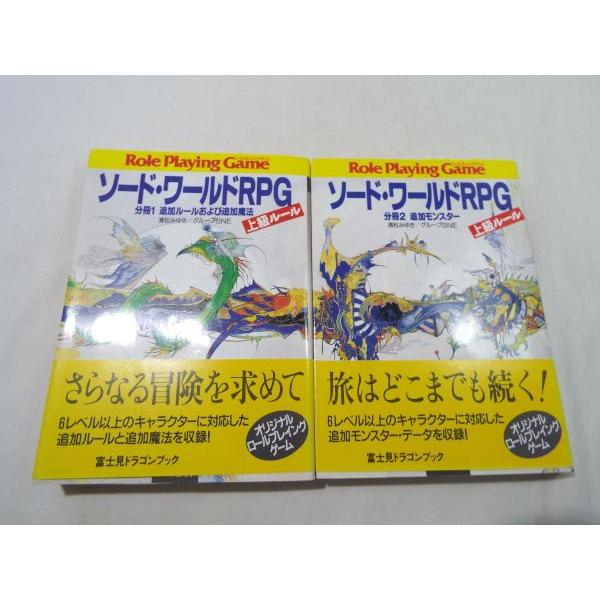 Role Playing Game
ソード・ワールドRPG
分冊1 追加ルールおよび追加魔法
清松みゆき/グループSNE
上級ルール
さらなる冒険を求めて
6レベル以上のキャラクターに対応した
追加ルールと追加魔法を収録!
オリジナル
ロールプレイング
ゲーム
富士見ドラゴンブック
Role Playing Game
ソード・ワールドRPG
分冊2 追加モンスター
清松みゆき/グループSNE
上級ルール
旅はどこまでも続く!
6レベル以上のキャラクターに対応した
追加モンスター・データを収録!
オリジナル
ロールプレイング
ゲーム
富士見ドラゴンブック